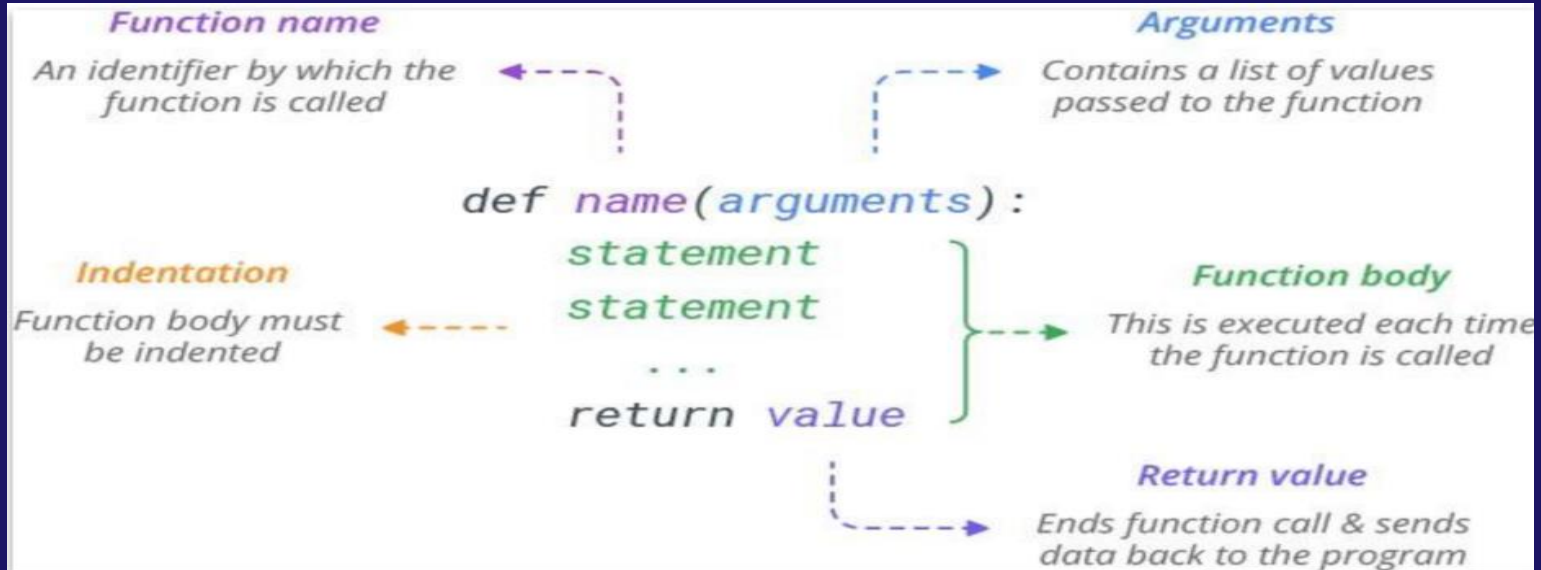 Function name
An identifier by which the
function is called
Arguments
Contains a list of values
passed to the function
def name(arguments):
statement
statement
...
return value
Indentation
Function body must
be indented
Function body
This is executed each time
the function is called
Return value
Ends function call & sends
data back to the program